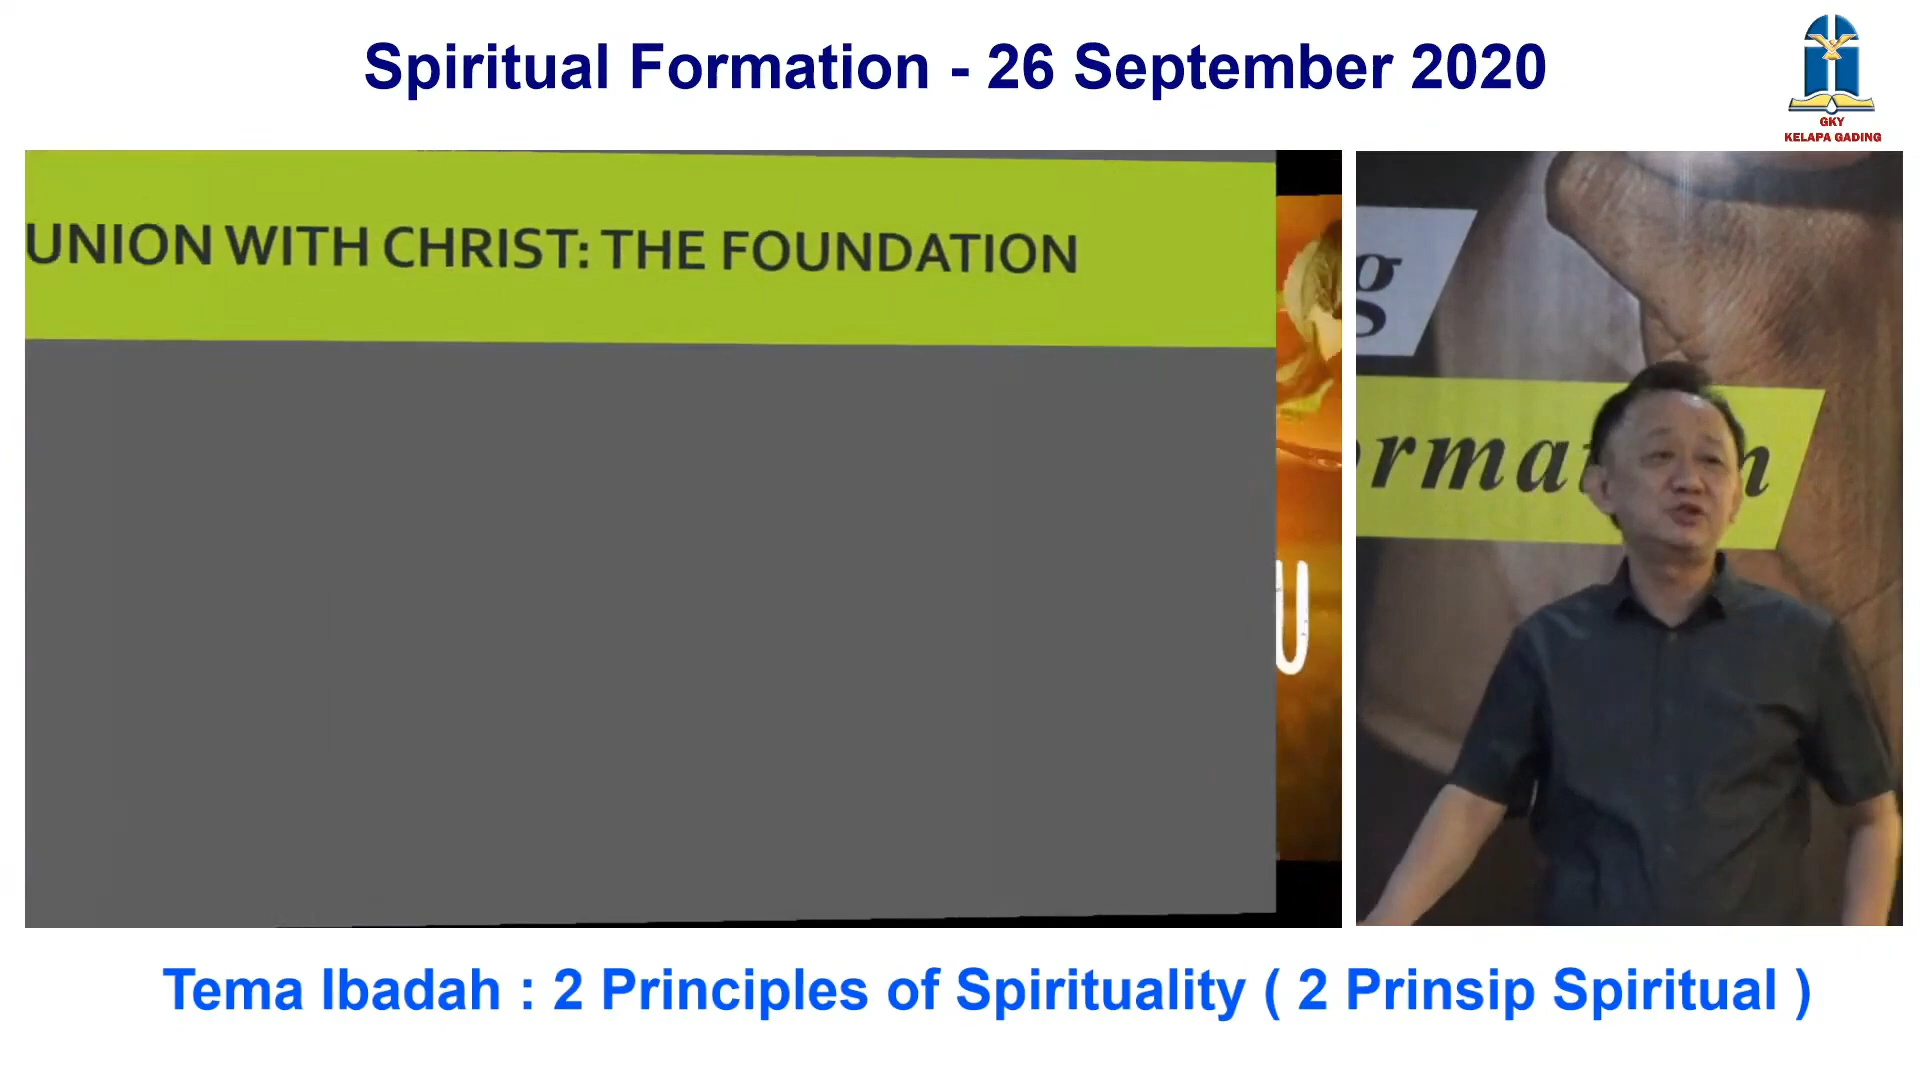 Spiritual Formation - 26 September 2020
GKY
KELAPA GADING
UNION WITH CHRIST: THE FOUNDATION
U
g
Tema Ibadah : 2 Principles of Spirituality ( 2 Prinsip Spiritual )